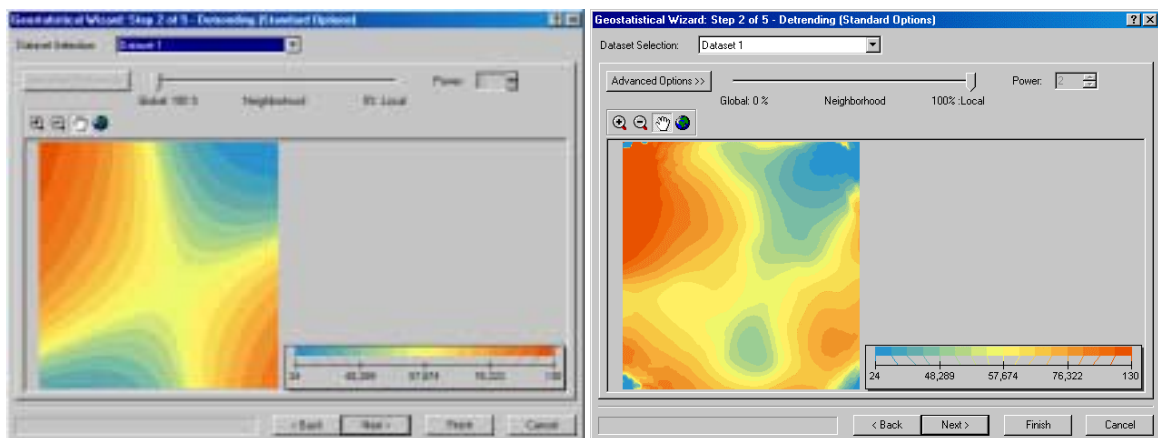 Geostatistical Wizard: Step 2 of 5 - Detrending (Standard Options)
Dataset Selection: Dataset 1
Power:
Global: 100 % Neighborhood 0%: Local
24 48,289 57,674 76,322 130
< Back Next > Finish Cancel
Geostatistical Wizard: Step 2 of 5 - Detrending (Standard Options)
Dataset Selection: Dataset 1
Advanced Options >> Power: 2
Global: 0 % Neighborhood 100% :Local
24 48,289 57,674 76,322 130
< Back Next > Finish Cancel